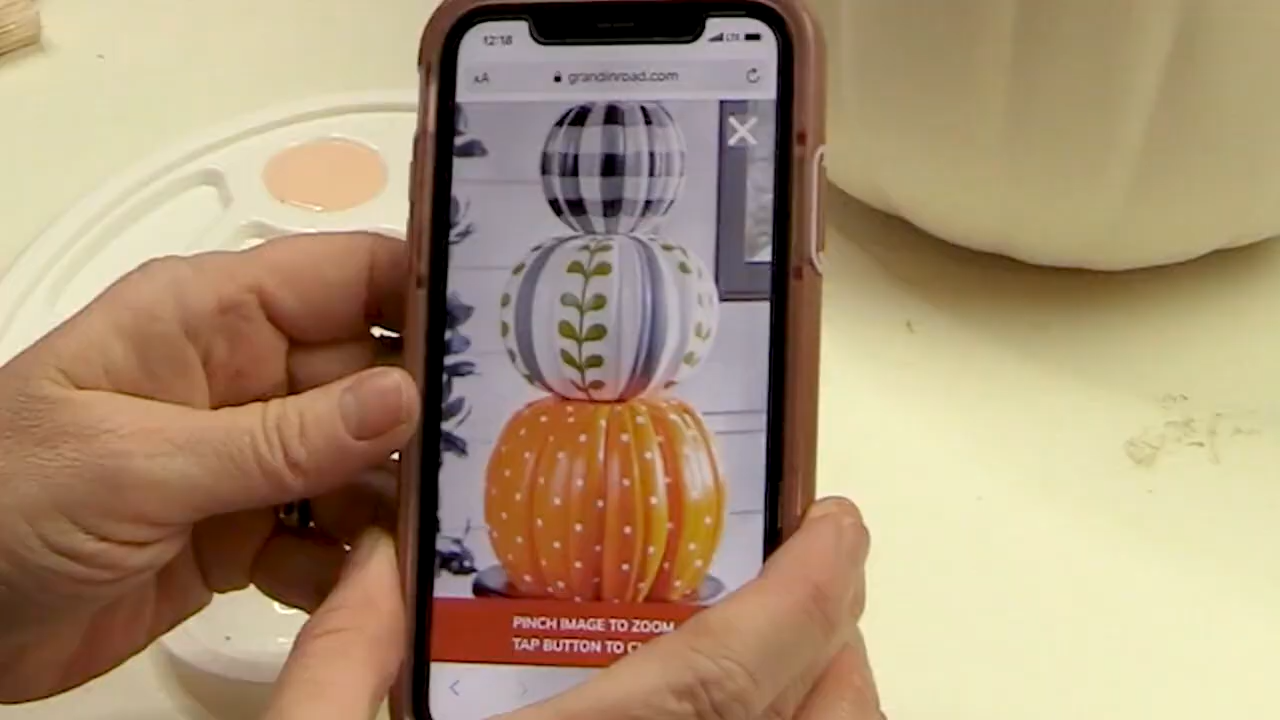 12:18
LTE
AA
grandinroad.com
PINCH IMAGE TO ZOOM
TAP BUTTON TO